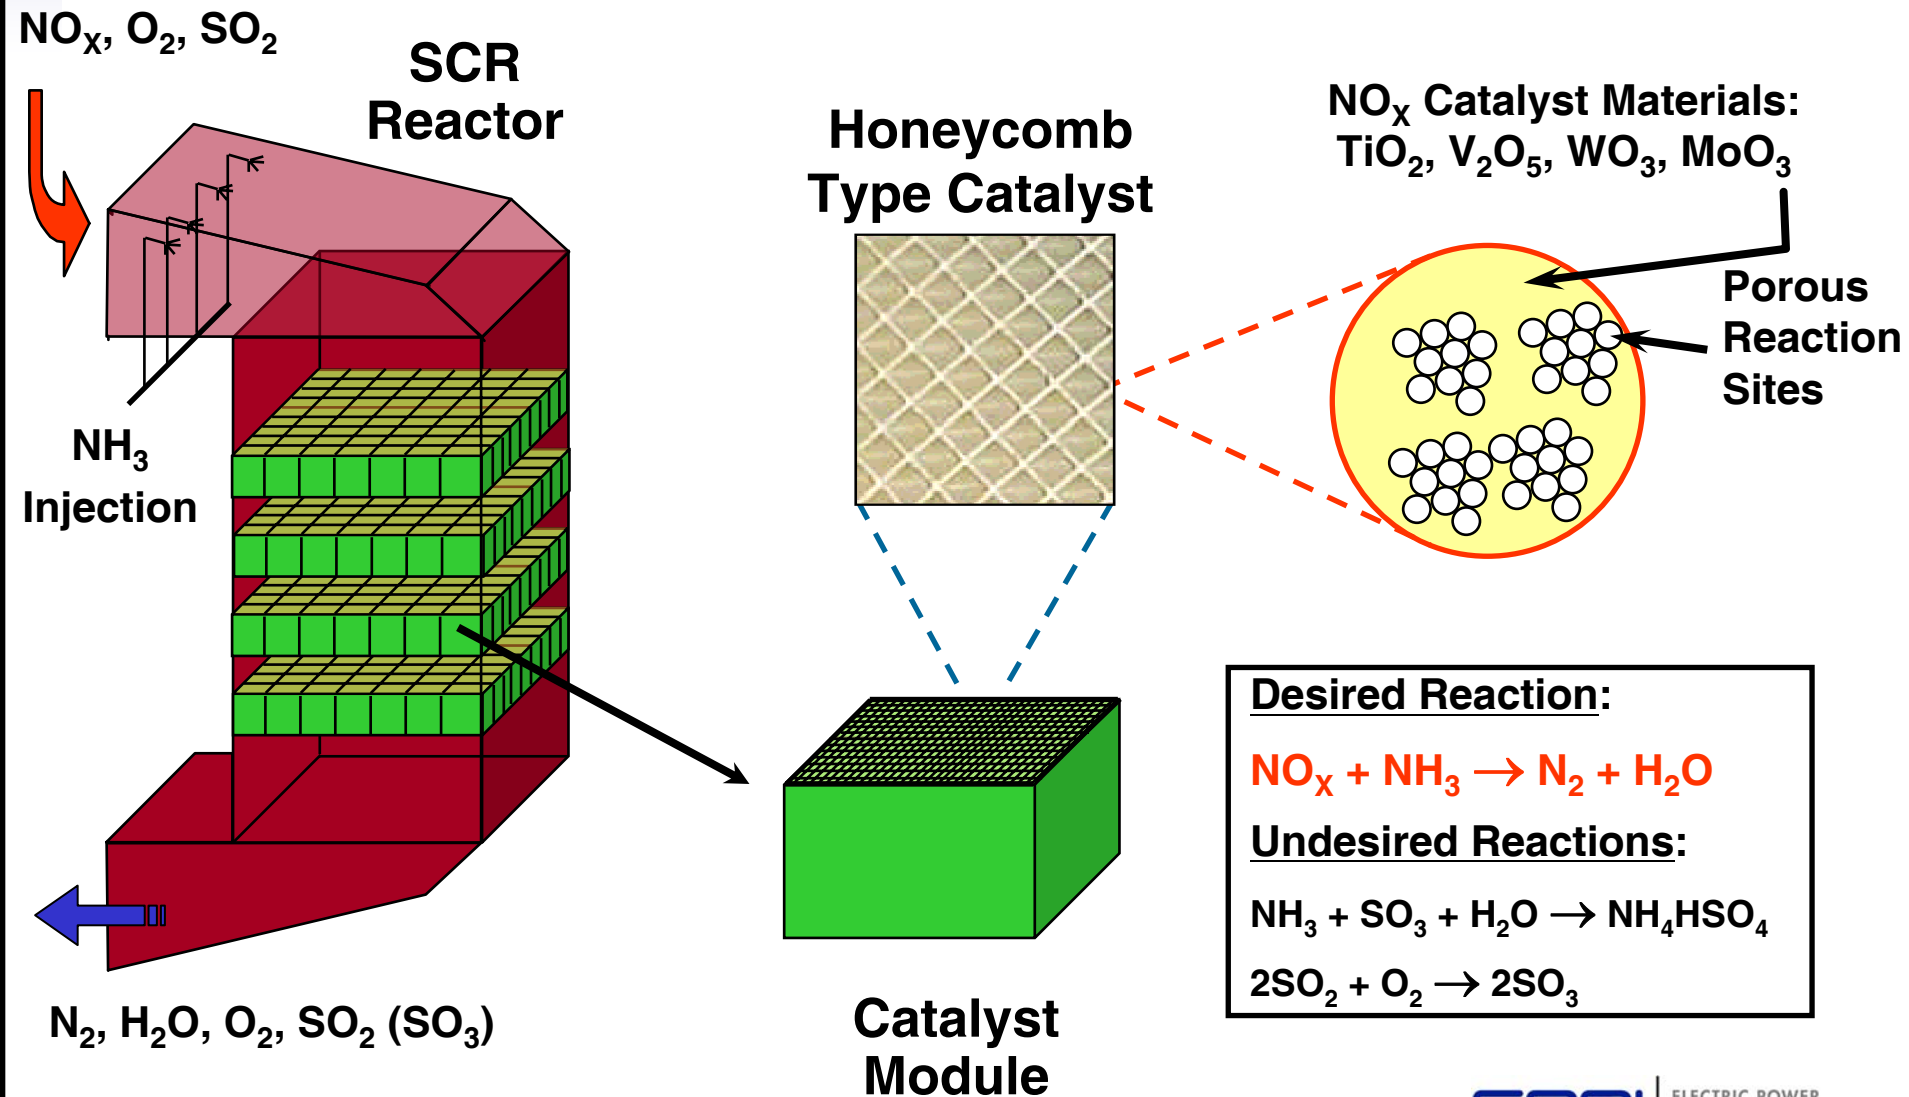 NOX, O2, SO2
SCR
Reactor
NH3
Injection
N2, H2O, O2, SO2 (SO3)
Honeycomb
Type Catalyst
Catalyst
Module
NOX Catalyst Materials:
TiO2, V2O5, WO3, MoO3
Porous
Reaction
Sites
Desired Reaction:
NOX + NH3 → N2 + H2O
Undesired Reactions:
NH3 + SO3 + H2O → NH4HSO4
2SO2 + O2 → 2SO3
ELECTRIC POWER